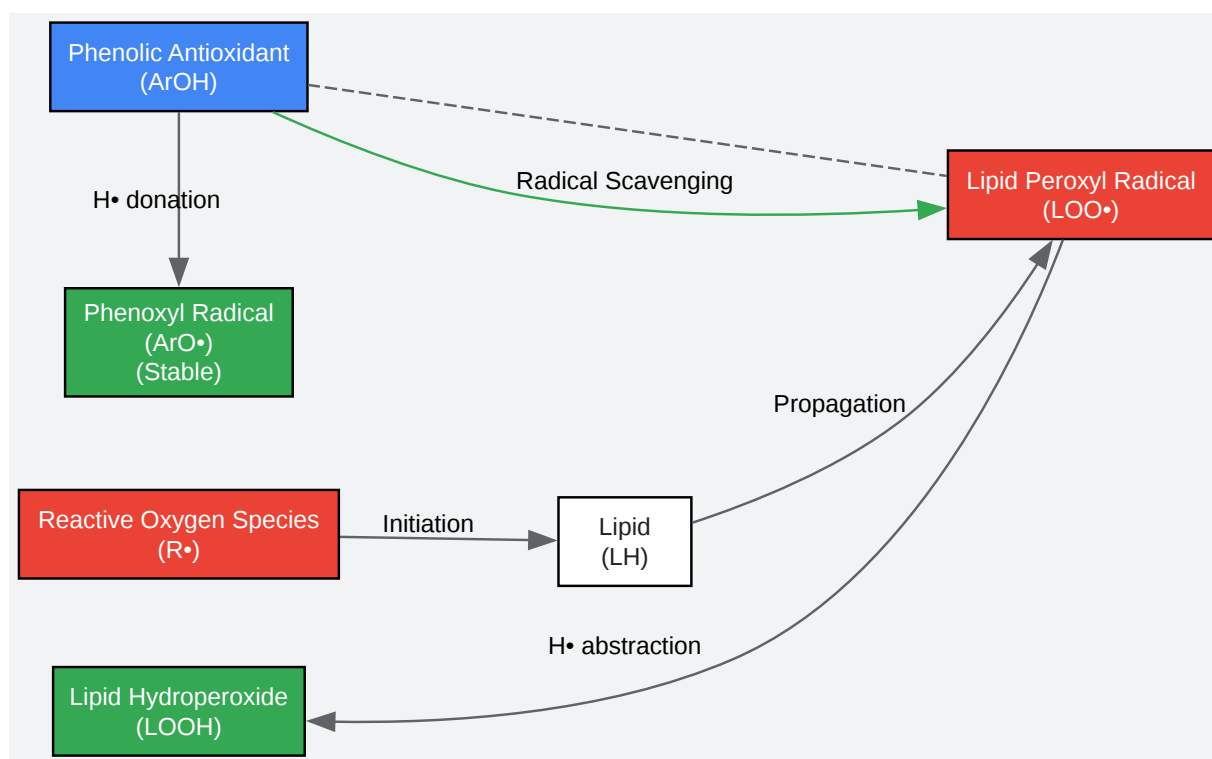 Phenolic Antioxidant
(ArOH)
Radical Scavenging
Lipid Peroxyl Radical
(LOO•)
H• donation
Phenoxyl Radical
(ArO•)
(Stable)
Propagation
Reactive Oxygen Species
(R•)
Initiation
Lipid
(LH)
H• abstraction
Lipid Hydroperoxide
(LOOH)